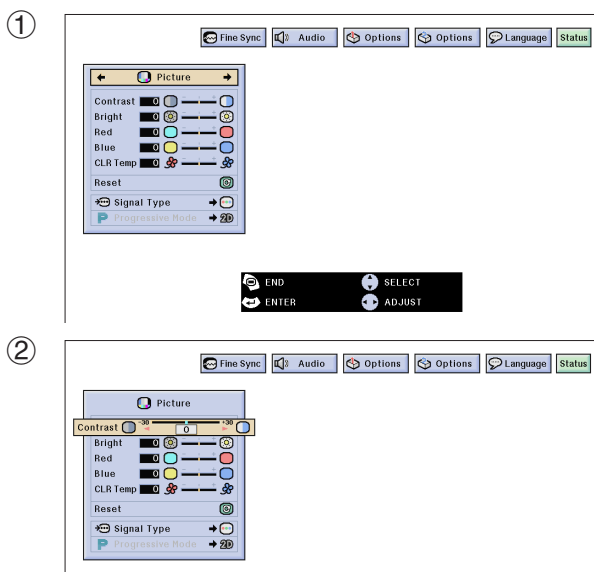 ①
Fine Sync Audio Options Options Language Status
Picture
Contrast 0
Bright 0
Red 0
Blue 0
CLR Temp 0
Reset
Signal Type
P Progressive Mode 2D
END SELECT
ENTER ADJUST
②
Fine Sync Audio Options Options Language Status
Picture
Contrast -30 0 +30
Bright 0
Red 0
Blue 0
CLR Temp 0
Reset
Signal Type
P Progressive Mode 2D